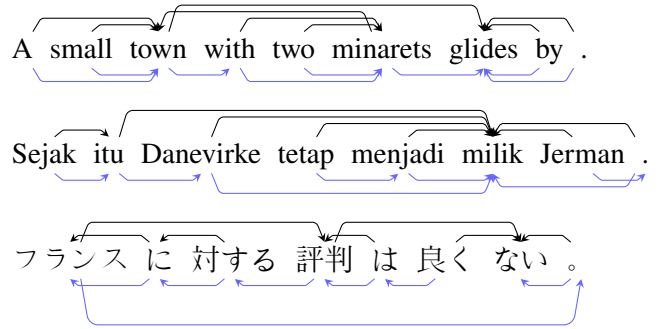 A small town with two minarets glides by .
Sejak itu Danevirke tetap menjadi milik Jerman .
フランス に 対する 評判 は 良く ない 。